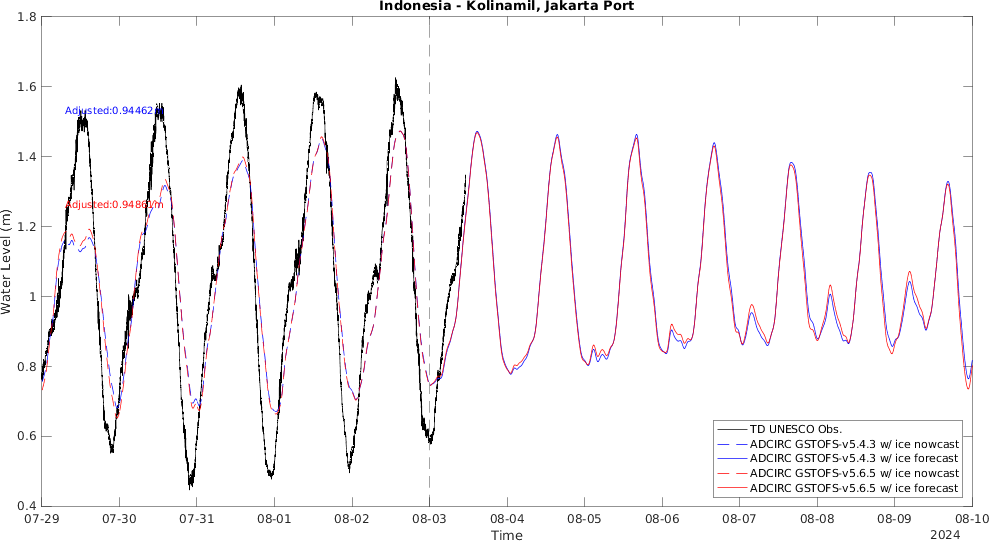 Indonesia - Kolinamil, Jakarta Port
Water Level (m)
1.8
1.6
1.4
1.2
1
0.8
0.6
0.4
Adjusted:0.94462m
Adjusted:0.94861m
TD UNESCO Obs.
ADCIRC GSTOFS-v5.4.3 w/ ice nowcast
ADCIRC GSTOFS-v5.4.3 w/ ice forecast
ADCIRC GSTOFS-v5.6.5 w/ ice nowcast
ADCIRC GSTOFS-v5.6.5 w/ ice forecast
07-29 07-30 07-31 08-01 08-02 08-03 08-04 08-05 08-06 08-07 08-08 08-09 08-10
Time
2024